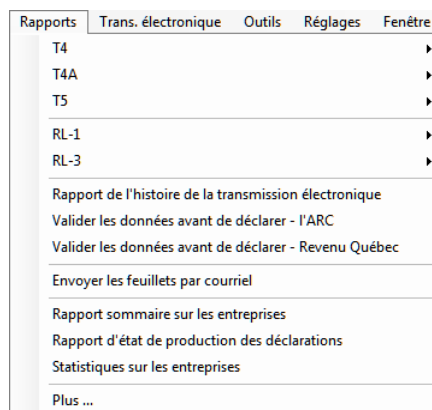 Rapports Trans. électronique Outils Réglages Fenêtre
T4
T4A
T5
RL-1
RL-3
Rapport de l'histoire de la transmission électronique
Valider les données avant de déclarer - l'ARC
Valider les données avant de déclarer - Revenu Québec
Envoyer les feuillets par courriel
Rapport sommaire sur les entreprises
Rapport d'état de production des déclarations
Statistiques sur les entreprises
Plus ...